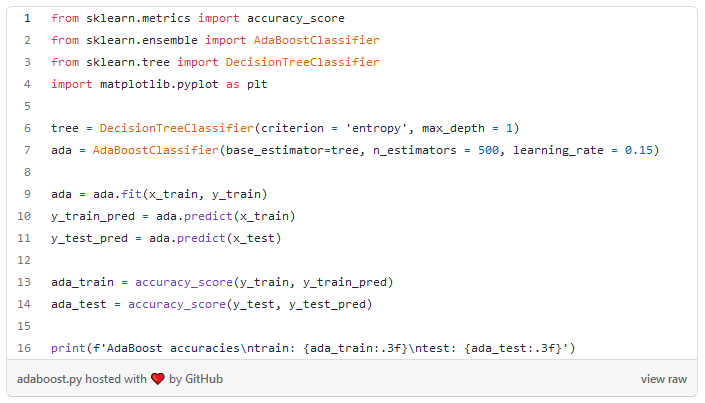 1 from sklearn.metrics import accuracy_score
2 from sklearn.ensemble import AdaBoostClassifier
3 from sklearn.tree import DecisionTreeClassifier
4 import matplotlib.pyplot as plt
5
6 tree = DecisionTreeClassifier(criterion = 'entropy', max_depth = 1)
7 ada = AdaBoostClassifier(base_estimator=tree, n_estimators = 500, learning_rate = 0.15)
8
9 ada = ada.fit(x_train, y_train)
10 y_train_pred = ada.predict(x_train)
11 y_test_pred = ada.predict(x_test)
12
13 ada_train = accuracy_score(y_train, y_train_pred)
14 ada_test = accuracy_score(y_test, y_test_pred)
15
16 print(f'AdaBoost accuracies\ntrain: {ada_train:.3f}\ntest: {ada_test:.3f}')
adaboost.py hosted with ❤ by GitHub view raw